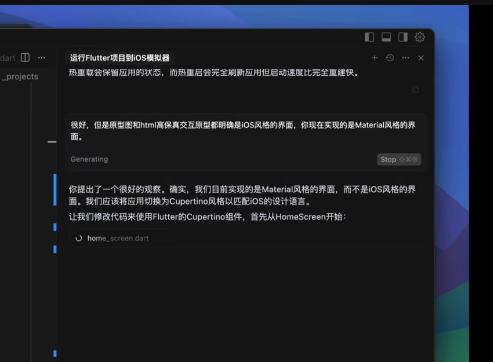 dart
_projects
运行Flutter项目到iOS模拟器
热重载会保留应用的状态，而热重启会完全刷新应用但启动速度比完全重建快。
很好，但是原型图和html高保真交互原型都明确是iOS风格的界面，你现在实现的是Material风格的界
面。
Generating
Stop
你提出了一个很好的观察。确实，我们目前实现的是Material风格的界面，而不是iOS风格的界
面。我们应该将应用切换为Cupertino风格以匹配iOS的设计语言。
让我们修改代码来使用Flutter的Cupertino组件，首先从HomeScreen开始：
home_screen.dart